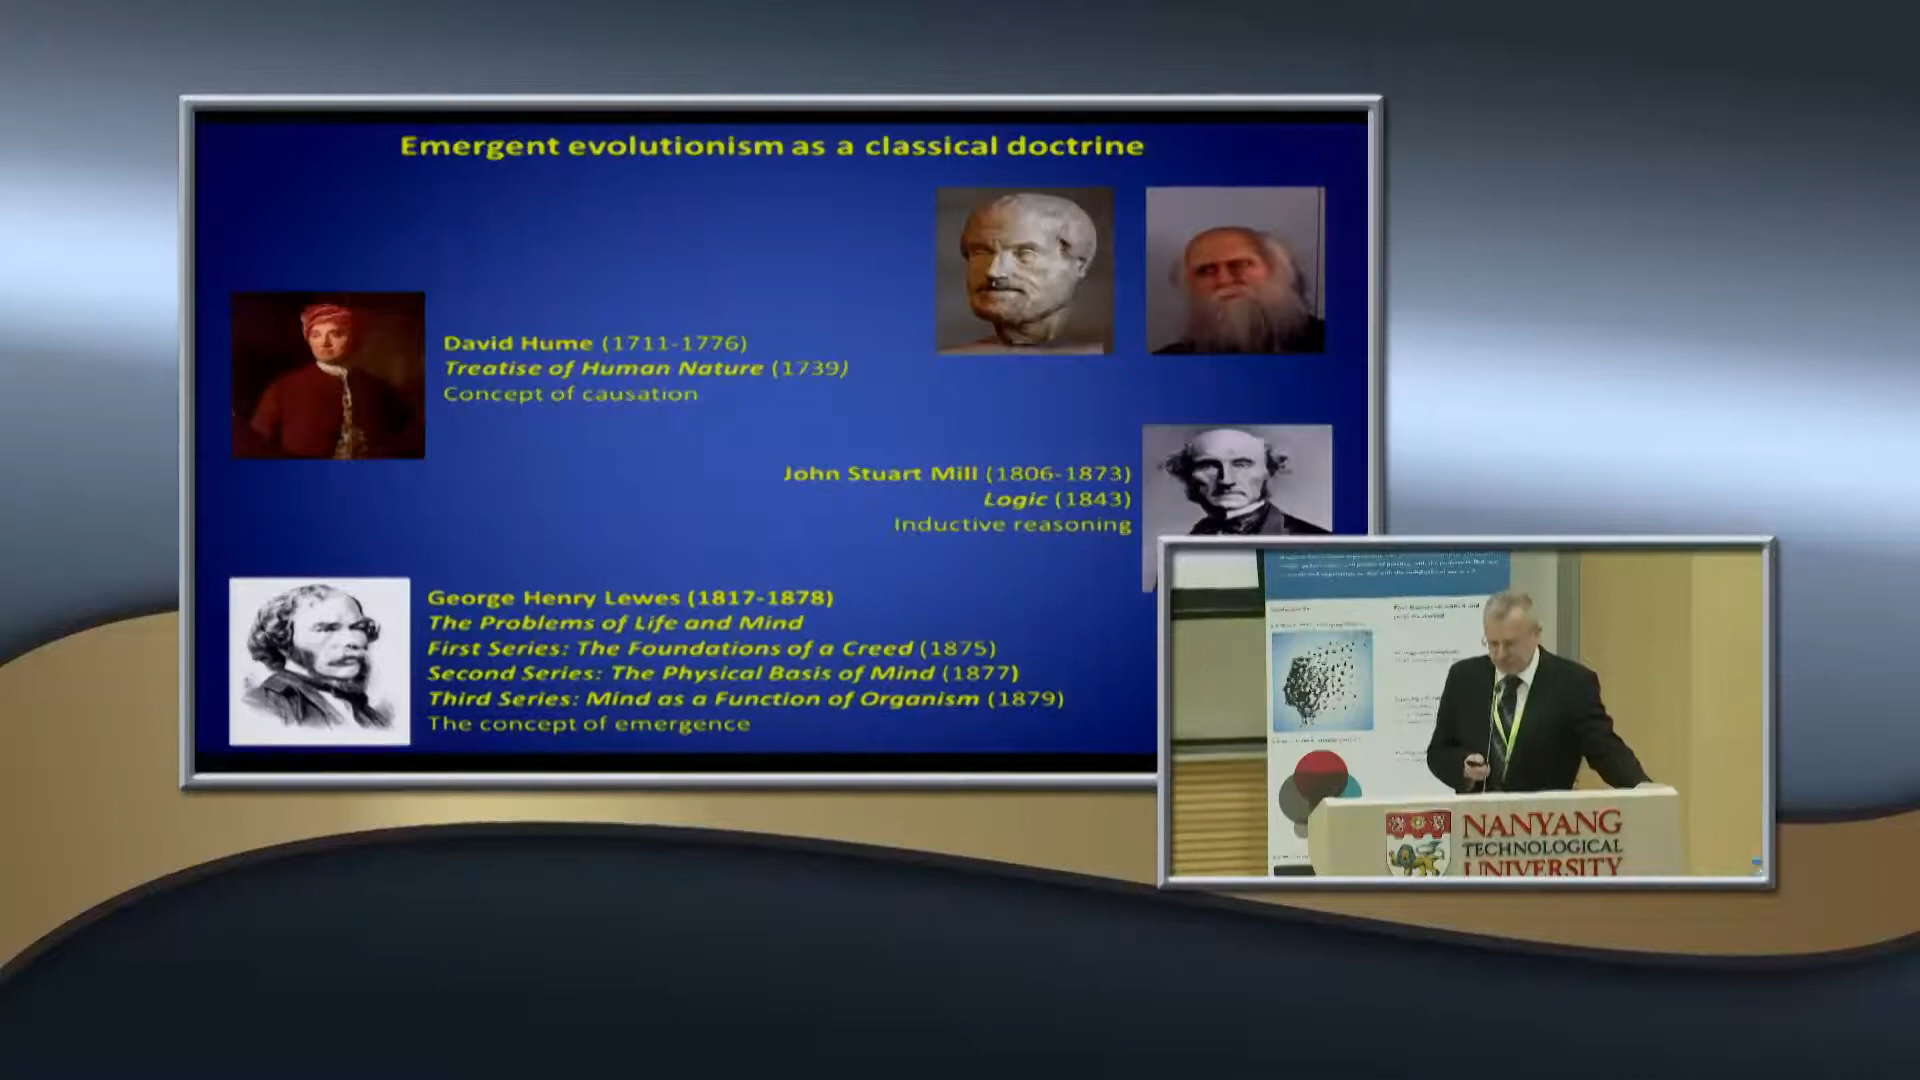 Emergent evolutionism as a classical doctrine
David Hume (1711-1776)
Treatise of Human Nature (1739)
Concept of causation
John Stuart Mill (1806-1873)
Logic (1843)
Inductive reasoning
George Henry Lewes (1817-1878)
The Problems of Life and Mind
First Series: The Foundations of a Creed (1875)
Second Series: The Physical Basis of Mind (1877)
Third Series: Mind as a Function of Organism (1879)
The concept of emergence
NANYANG
TECHNOLOGICAL
UNIVERSITY